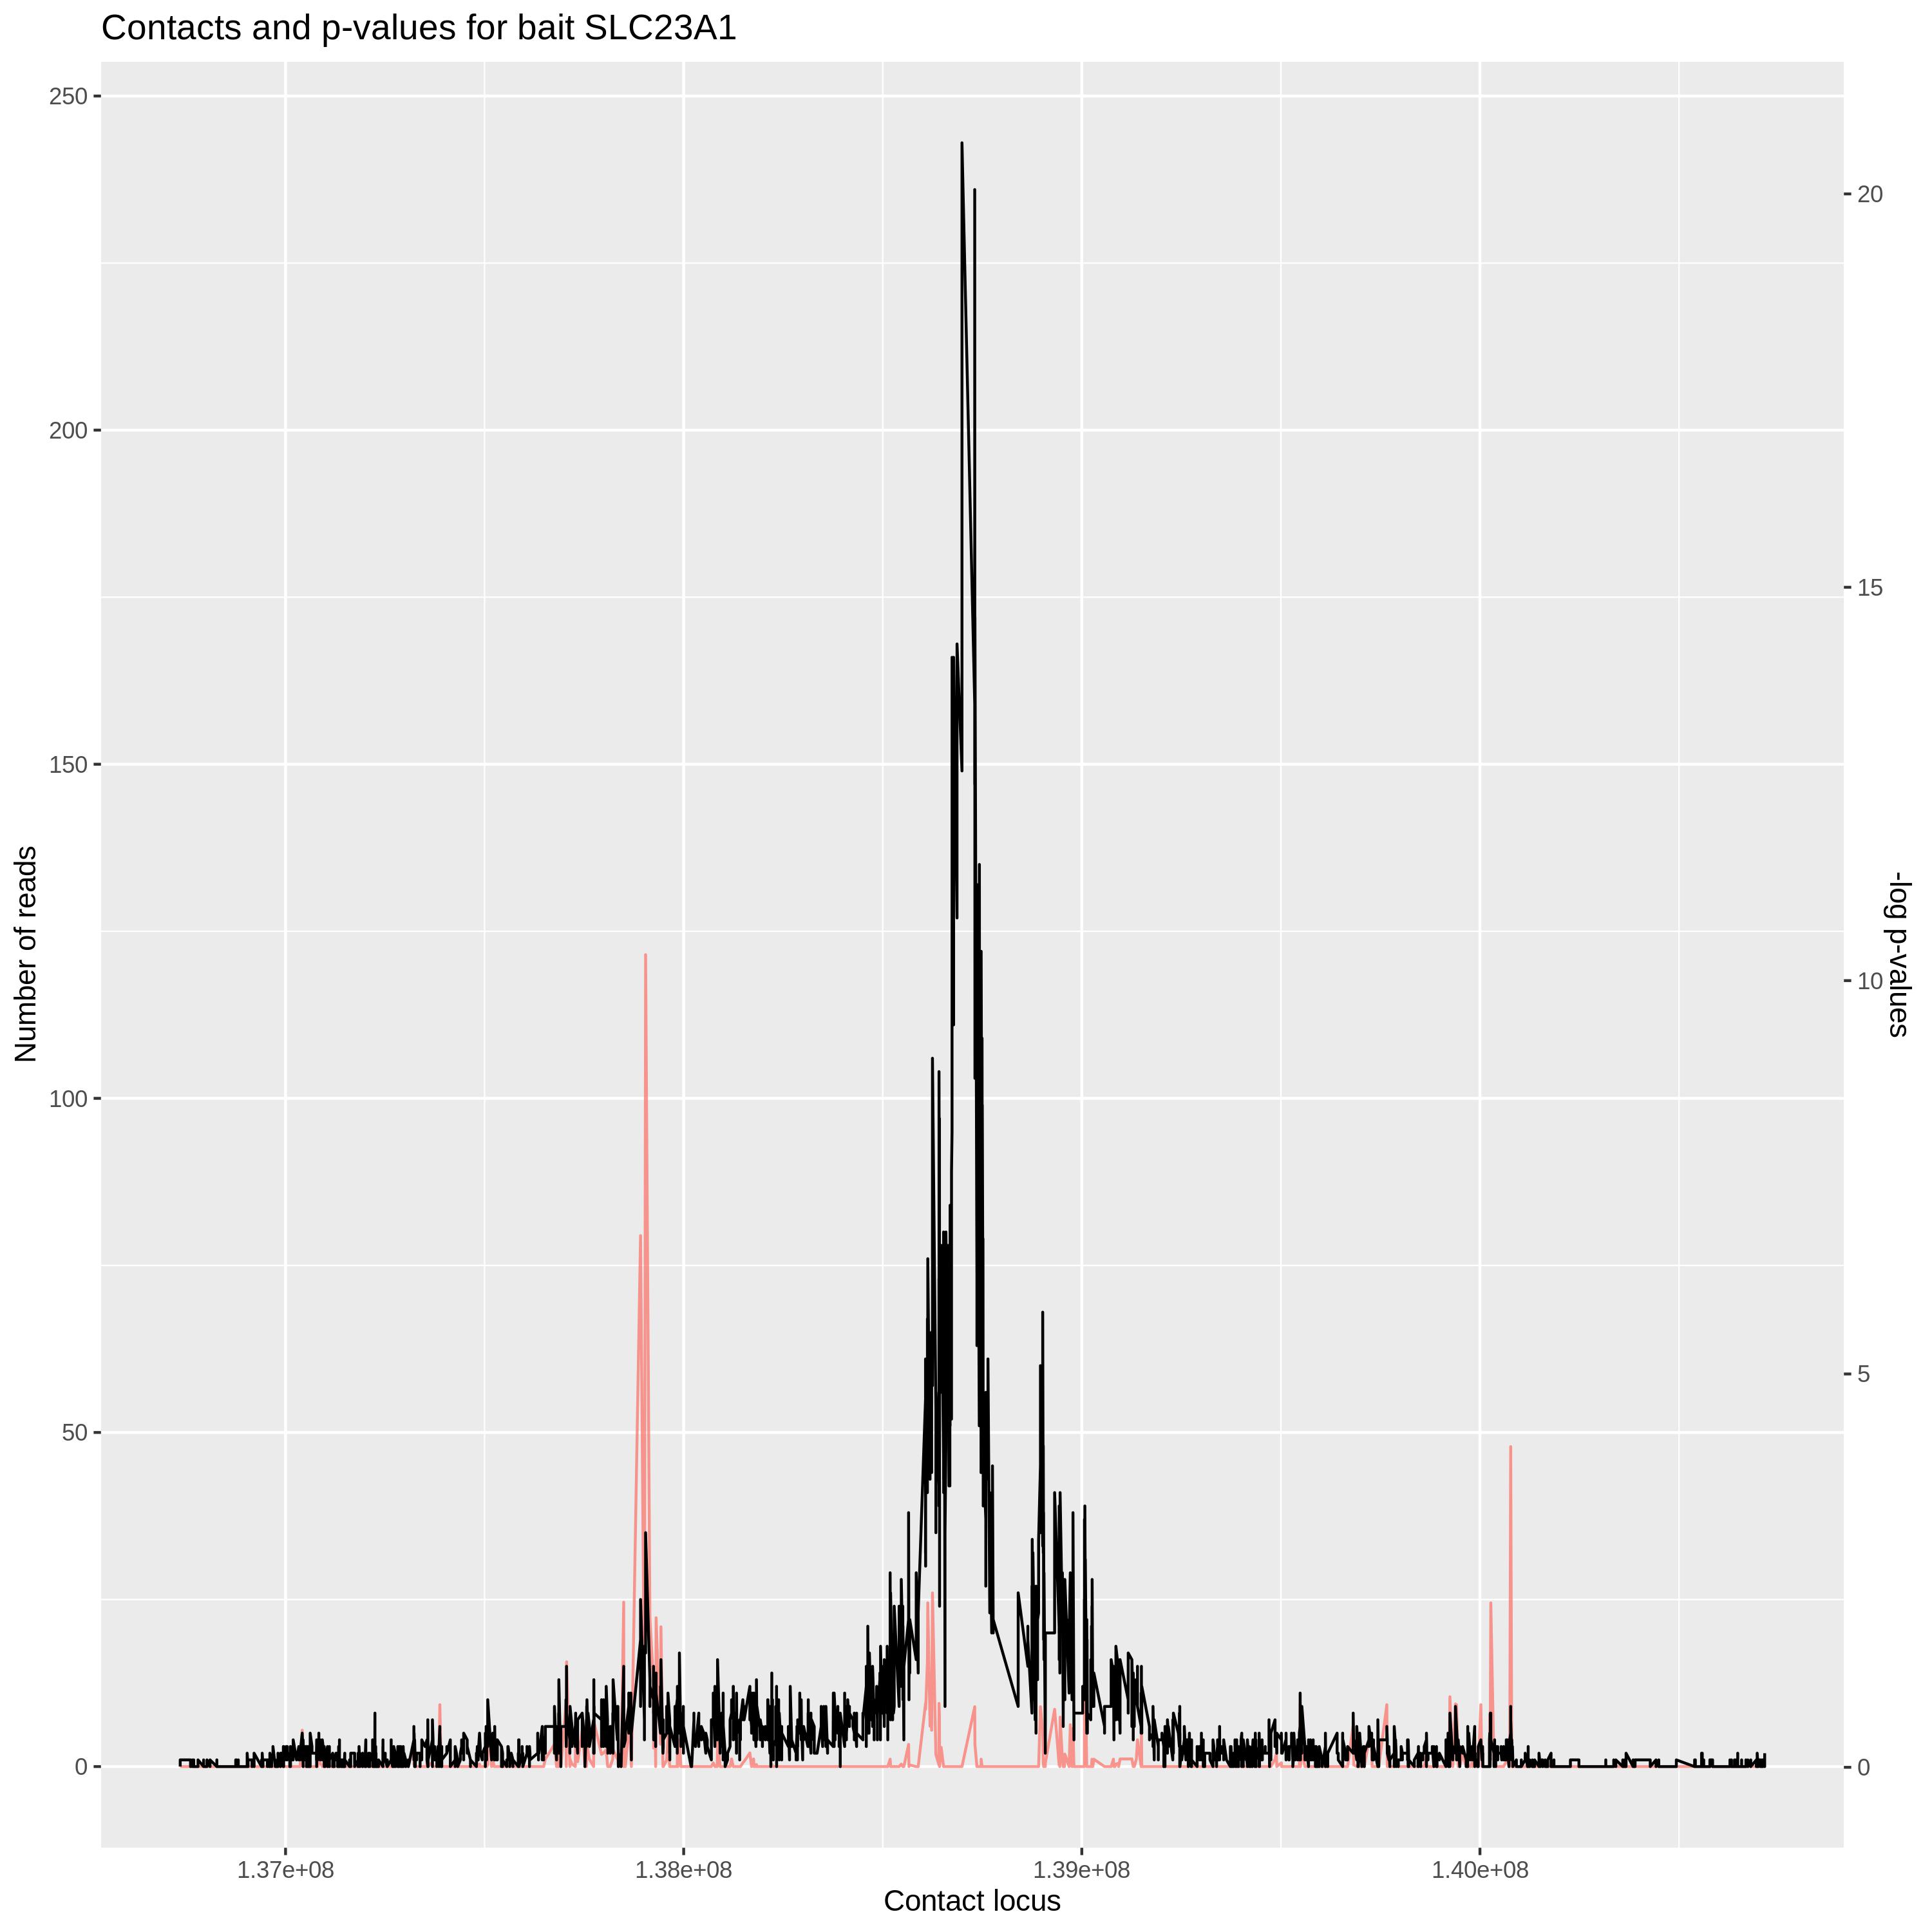 Contacts and p-values for bait SLC23A1
250
200
150
100
50
0
20
15
10
5
0
Number of reads
-log p-values
1.37e+08
1.38e+08
1.39e+08
1.40e+08
Contact locus